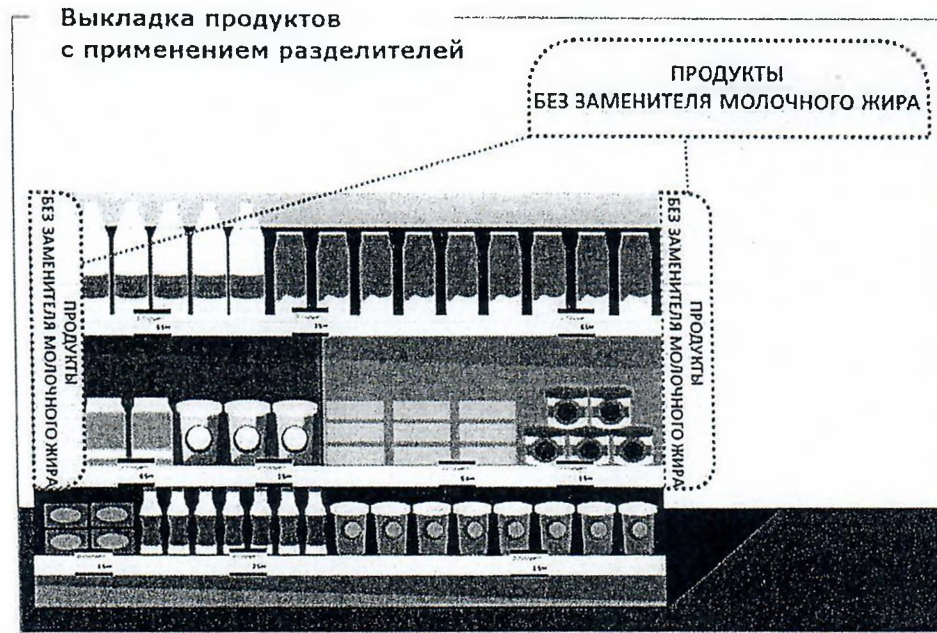 Выкладка продуктов
с применением разделителей
ПРОДУКТЫ
БЕЗ ЗАМЕНИТЕЛЯ МОЛОЧНОГО ЖИРА
ПРОДУКТЫ
БЕЗ ЗАМЕНИТЕЛЯ МОЛОЧНОГО ЖИРА
ПРОДУКТЫ
БЕЗ ЗАМЕНИТЕЛЯ МОЛОЧНОГО ЖИРА